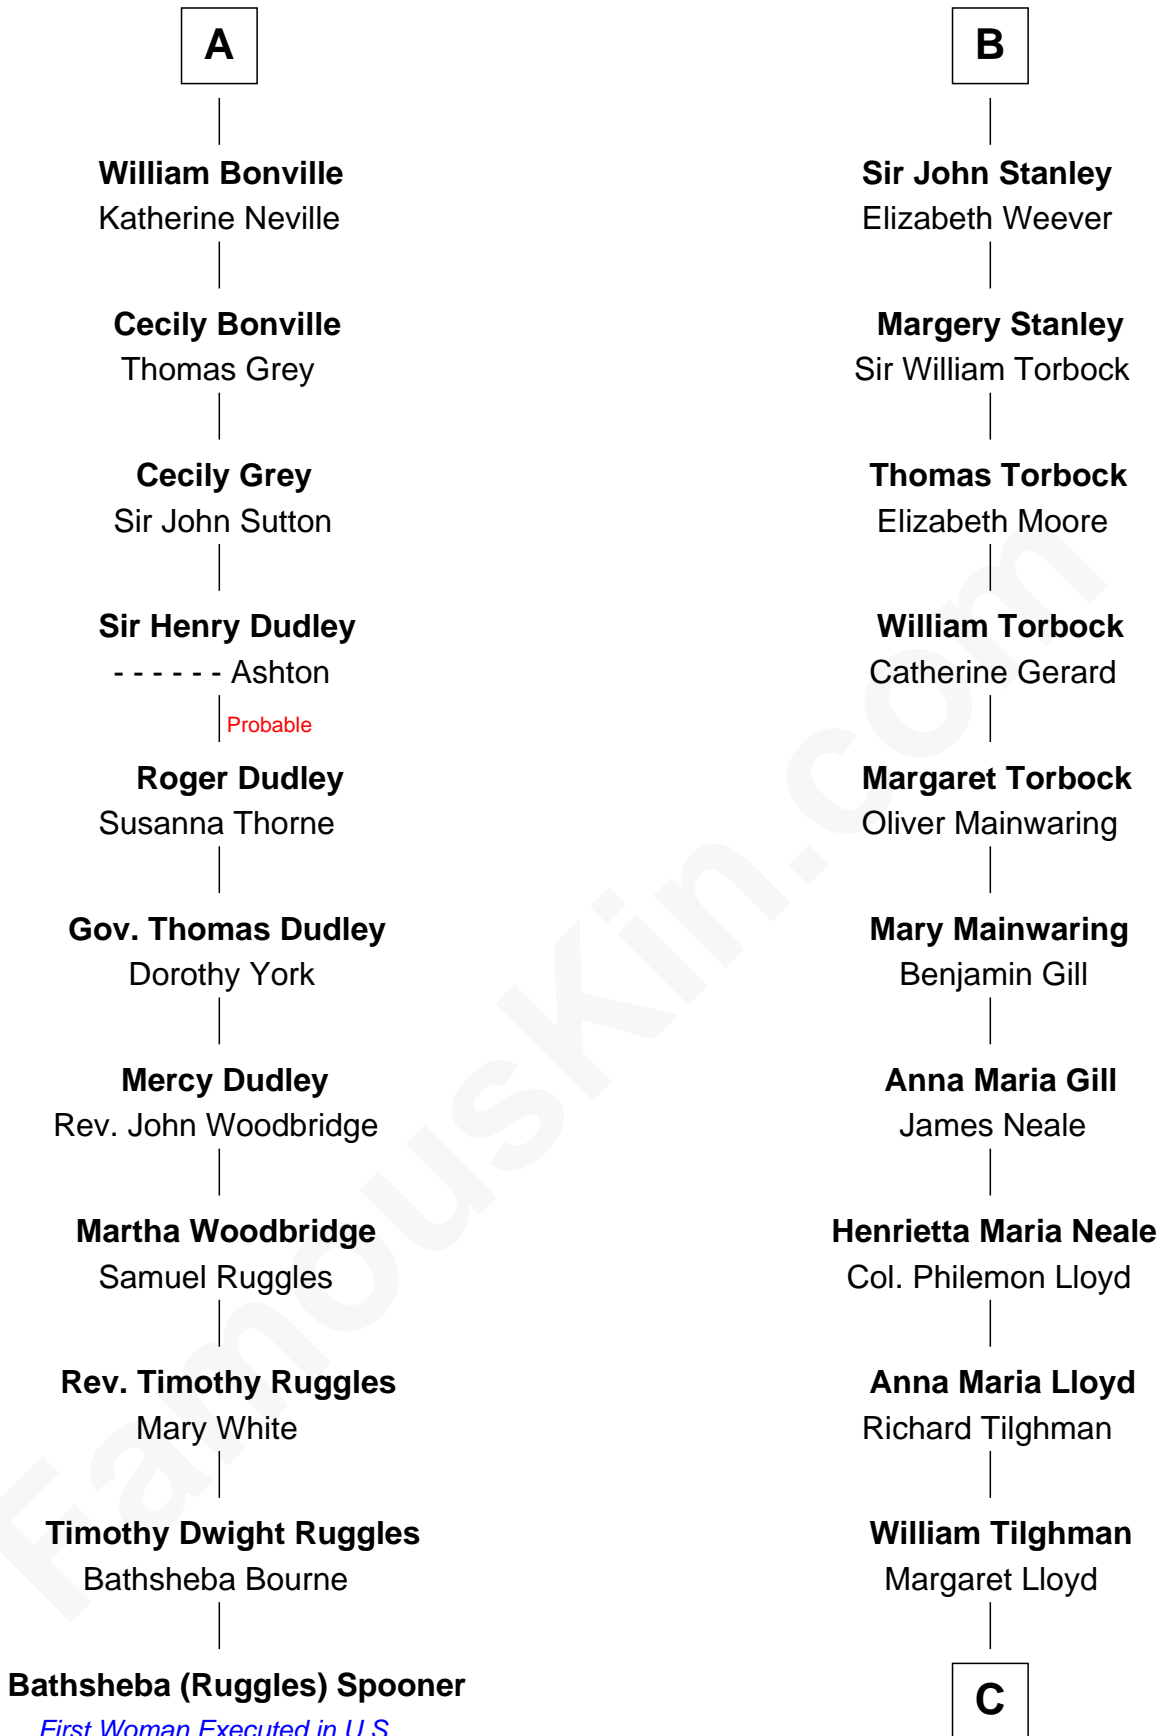 A
William Bonville
Katherine Neville
Cecily Bonville
Thomas Grey
Cecily Grey
Sir John Sutton
Sir Henry Dudley
- - - - - - Ashton
Probable
Roger Dudley
Susanna Thorne
Gov. Thomas Dudley
Dorothy York
Mercy Dudley
Rev. John Woodbridge
Martha Woodbridge
Samuel Ruggles
Rev. Timothy Ruggles
Mary White
Timothy Dwight Ruggles
Bathsheba Bourne
Bathsheba (Ruggles) Spooner
First Woman Executed in U.S.
B
Sir John Stanley
Elizabeth Weever
Margery Stanley
Sir William Torbock
Thomas Torbock
Elizabeth Moore
William Torbock
Catherine Gerard
Margaret Torbock
Oliver Mainwaring
Mary Mainwaring
Benjamin Gill
Anna Maria Gill
James Neale
Henrietta Maria Neale
Col. Philemon Lloyd
Anna Maria Lloyd
Richard Tilghman
William Tilghman
Margaret Lloyd
C
FamousKin.com